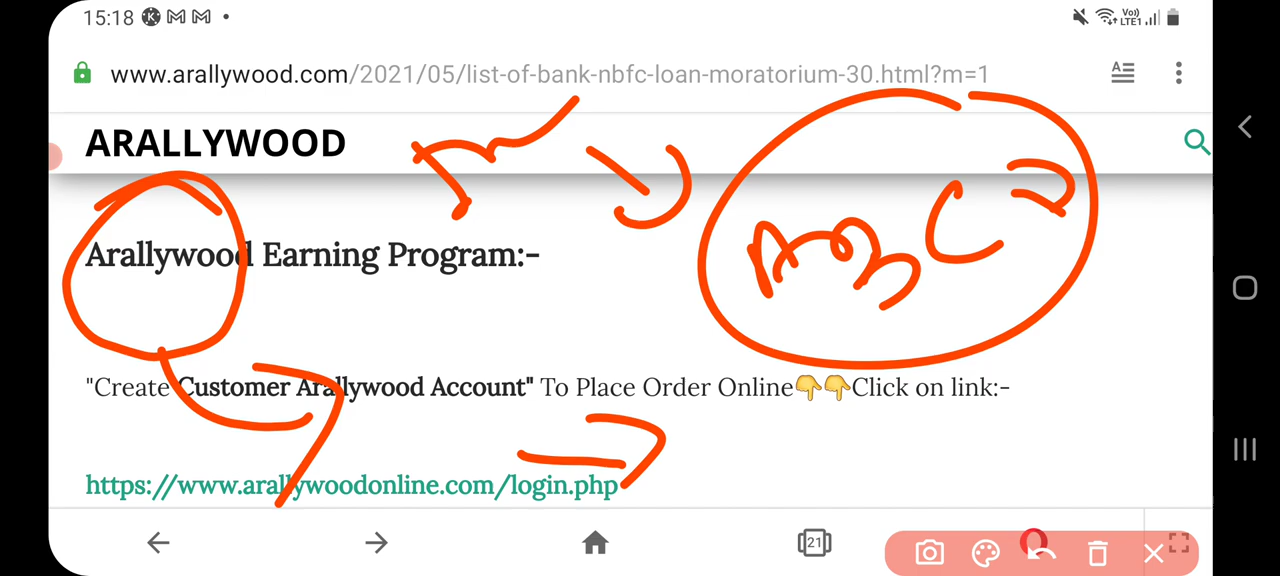 15:18 K M M • Vo)) LTE1
www.arallywood.com/2021/05/list-of-bank-nbfc-loan-moratorium-30.html?m=1
ARALLYWOOD
Arallywood Earning Program:-
"Create Customer Arallywood Account" To Place Order Online👇👇Click on link:-
https://www.arallywoodonline.com/login.php
21